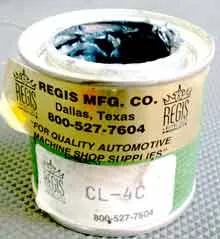 REGIS MFG. CO.
Dallas, Texas
800-527-7604
"FOR QUALITY AUTOMOTIVE
MACHINE SHOP SUPPLIES"
REGIS
REGIS
REGIS
CL-4C
800-527-7604